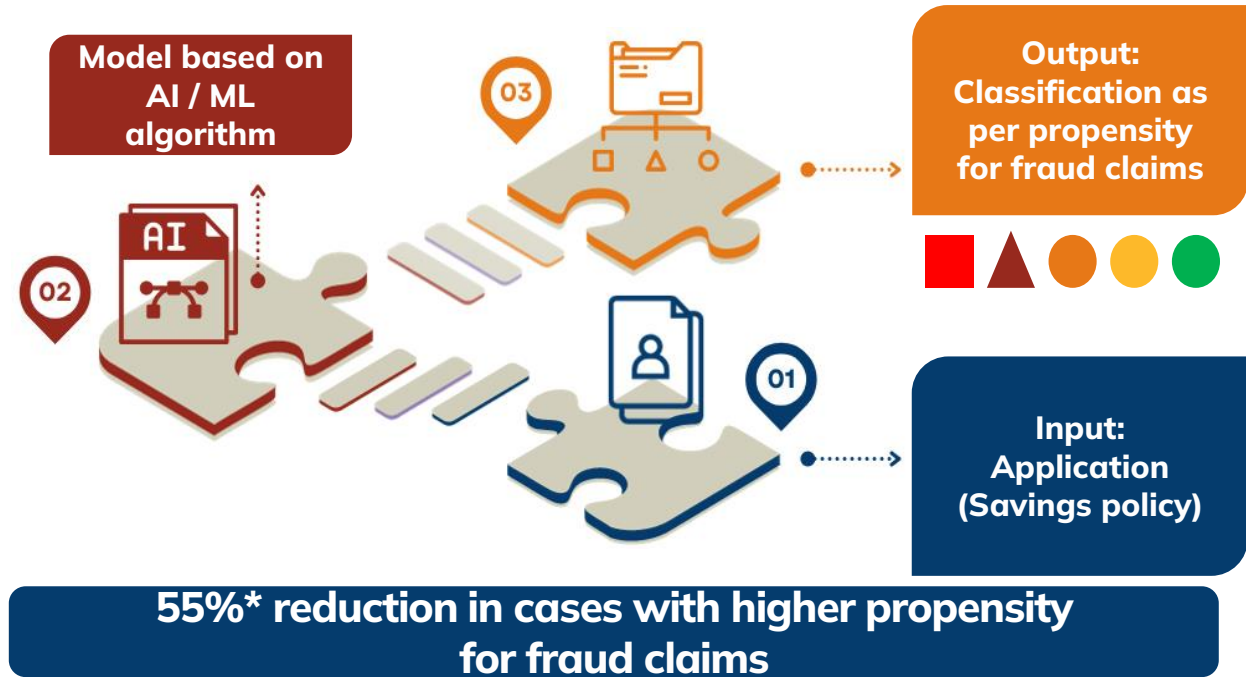 Model based on
AI / ML
algorithm
03
Output:
Classification as
per propensity
for fraud claims
AI
02
01
Input:
Application
(Savings policy)
55%* reduction in cases with higher propensity
for fraud claims